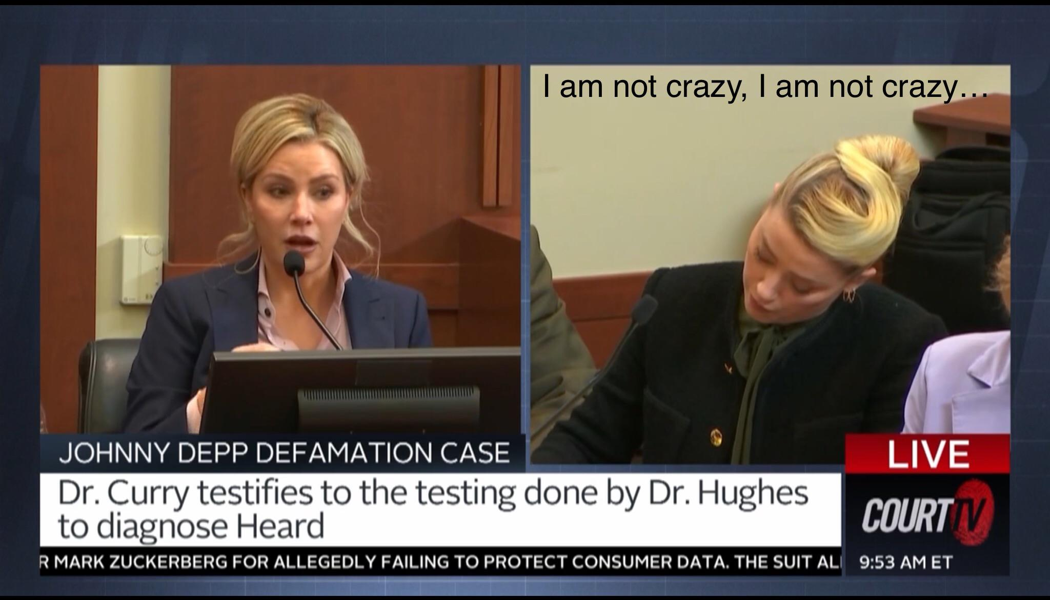 I am not crazy, I am not crazy…
JOHNNY DEPP DEFAMATION CASE
Dr. Curry testifies to the testing done by Dr. Hughes
to diagnose Heard
LIVE
COURT TV
R MARK ZUCKERBERG FOR ALLEGEDLY FAILING TO PROTECT CONSUMER DATA. THE SUIT AL
9:53 AM ET